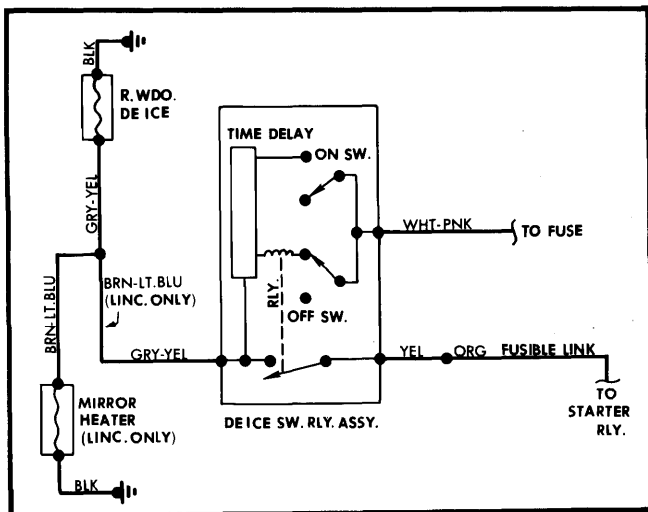 BLK
R. WDO.
DE ICE
GRY-YEL
TIME DELAY
ON SW.
WHT-PNK
TO FUSE
BRN-LT.BLU
BRN-LT.BLU
(LINC. ONLY)
RLY.
OFF SW.
GRY-YEL
YEL
ORG
FUSIBLE LINK
TO
STARTER
RLY.
MIRROR
HEATER
(LINC. ONLY)
DE ICE SW. RLY. ASSY.
BLK